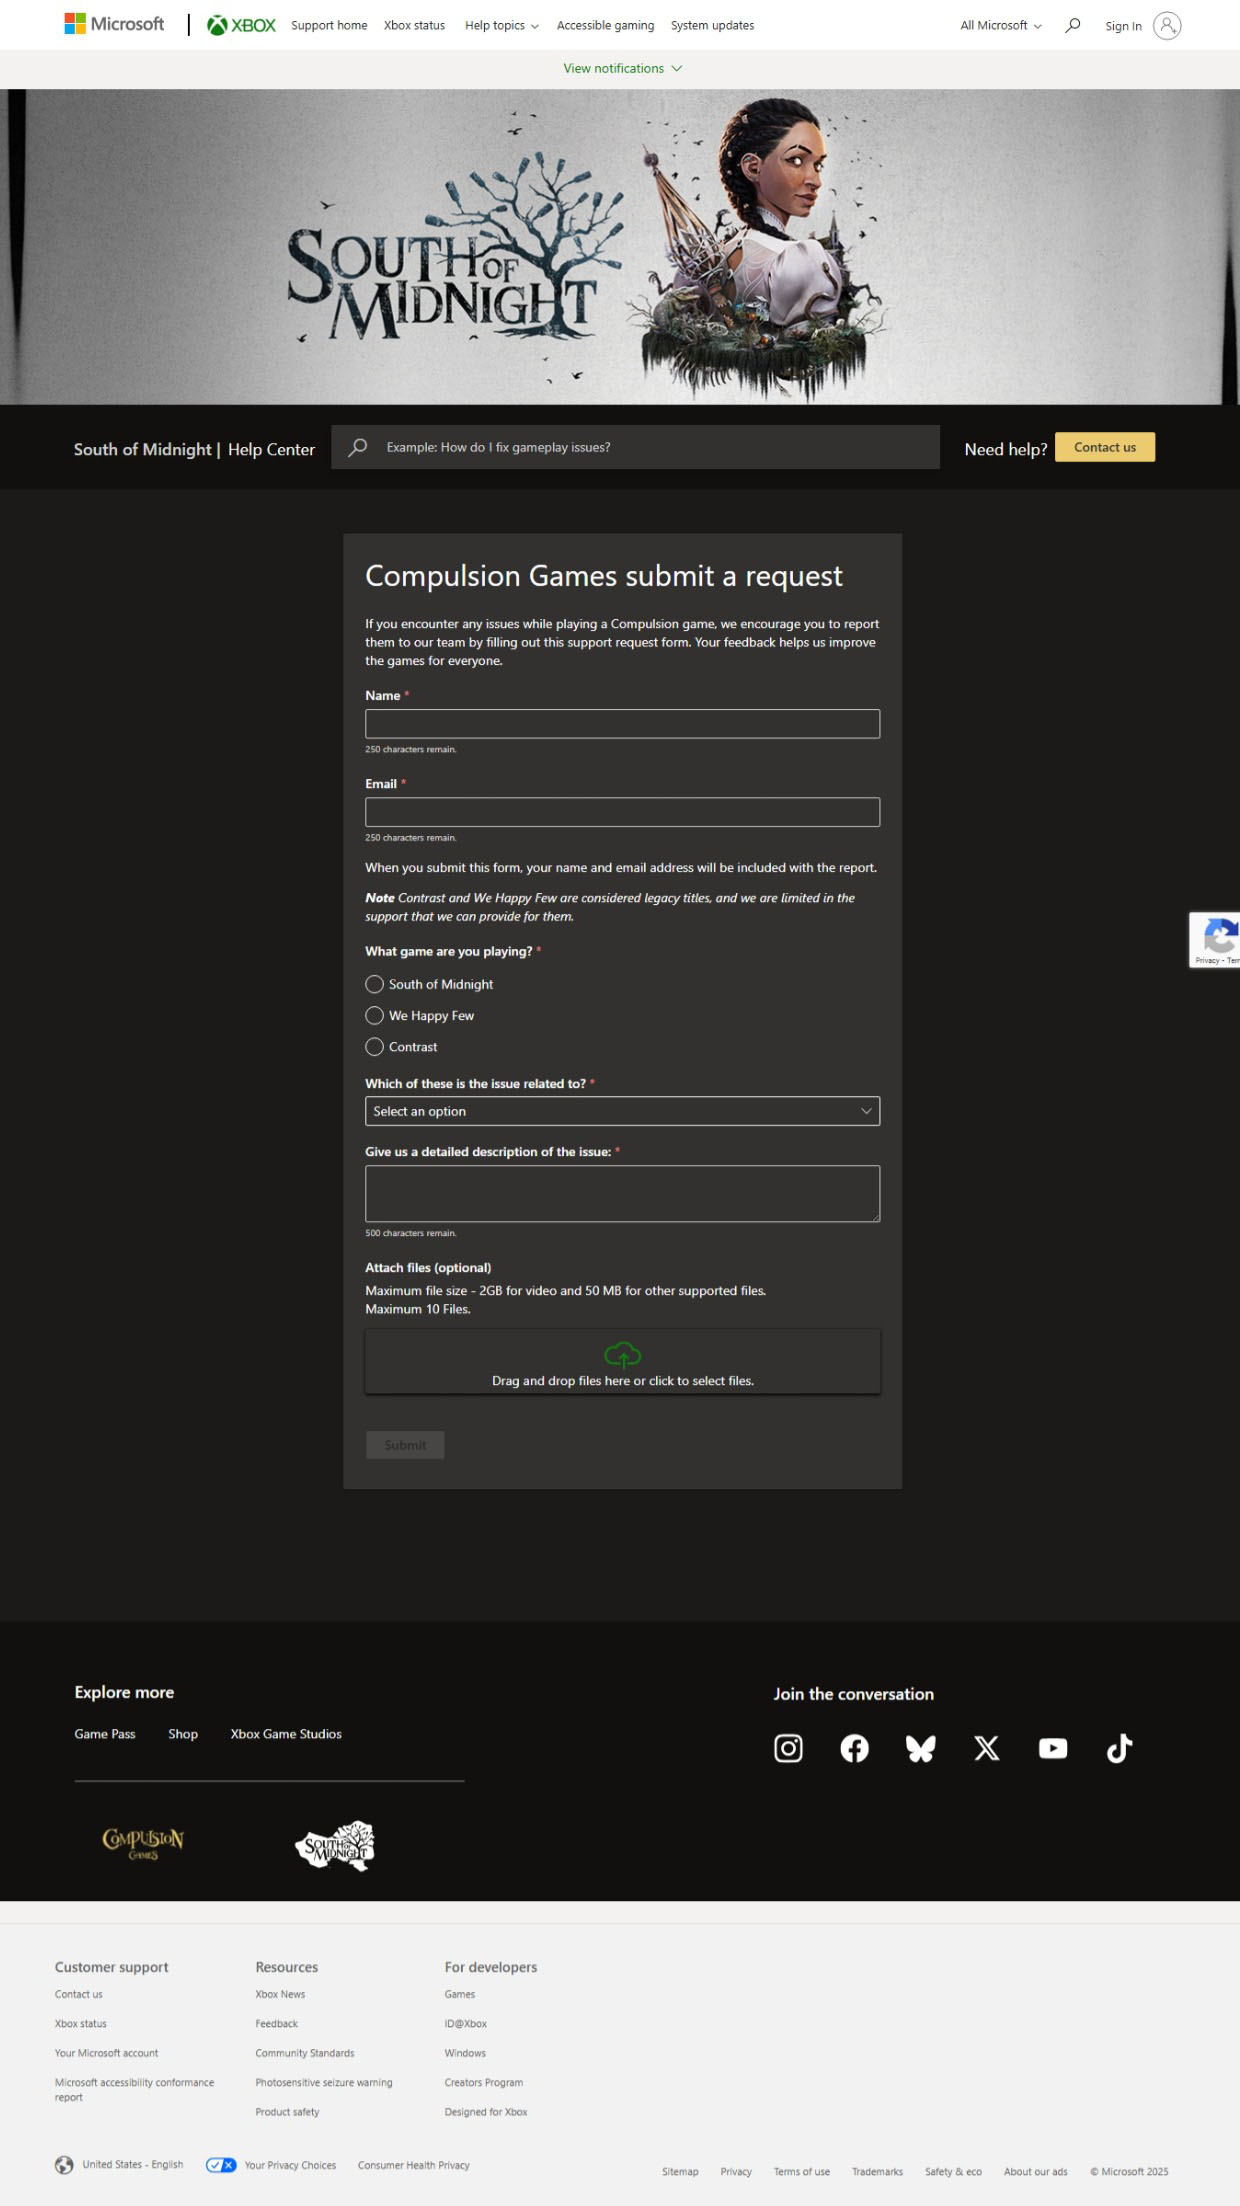 Microsoft
XBOX
Support home
Xbox status
Help topics
Accessible gaming
System updates
All Microsoft
Sign In
View notifications
SOUTH OF
MIDNIGHT
South of Midnight | Help Center
Example: How do I fix gameplay issues?
Need help?
Contact us
Compulsion Games submit a request
If you encounter any issues while playing a Compulsion game, we encourage you to report
them to our team by filling out this support request form. Your feedback helps us improve
the games for everyone.
Name *
250 characters remain.
Email *
250 characters remain.
When you submit this form, your name and email address will be included with the report.
Note Contrast and We Happy Few are considered legacy titles, and we are limited in the
support that we can provide for them.
What game are you playing? *
South of Midnight
We Happy Few
Contrast
Which of these is the issue related to? *
Select an option
Give us a detailed description of the issue: *
500 characters remain.
Attach files (optional)
Maximum file size - 2GB for video and 50 MB for other supported files.
Maximum 10 Files.
Drag and drop files here or click to select files.
Submit
Privacy - Ter
Explore more
Game Pass
Shop
Xbox Game Studios
Join the conversation
COMPULSION
GAMES
SOUTH OF
MIDNIGHT
Customer support
Contact us
Xbox status
Your Microsoft account
Microsoft accessibility conformance
report
Resources
Xbox News
Feedback
Community Standards
Photosensitive seizure warning
Product safety
For developers
Games
ID@Xbox
Windows
Creators Program
Designed for Xbox
United States - English
Your Privacy Choices
Consumer Health Privacy
Sitemap
Privacy
Terms of use
Trademarks
Safety & eco
About our ads
© Microsoft 2025